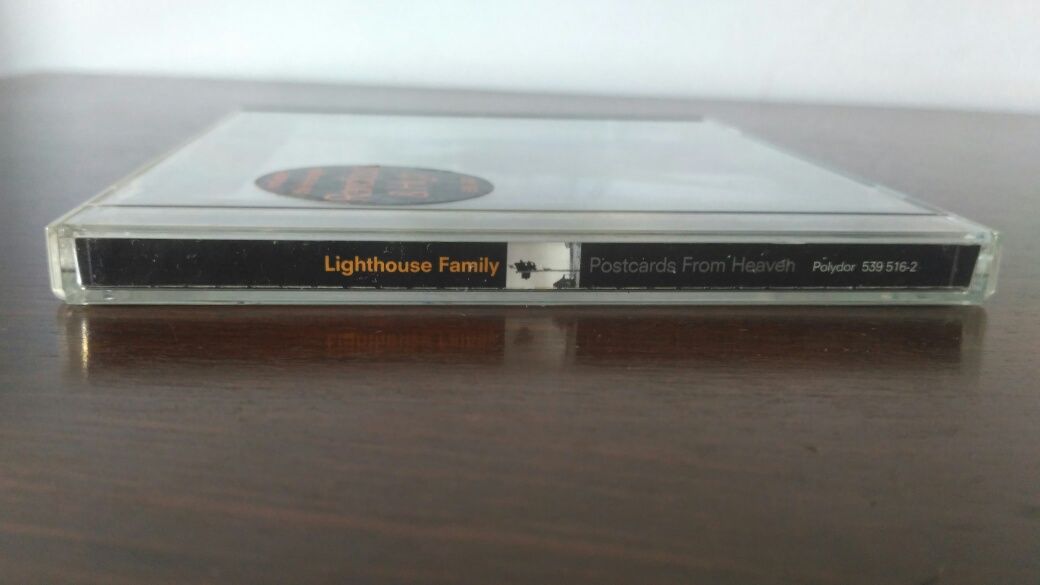 Lighthouse Family Postcards From Heaven Polydor 539 516-2